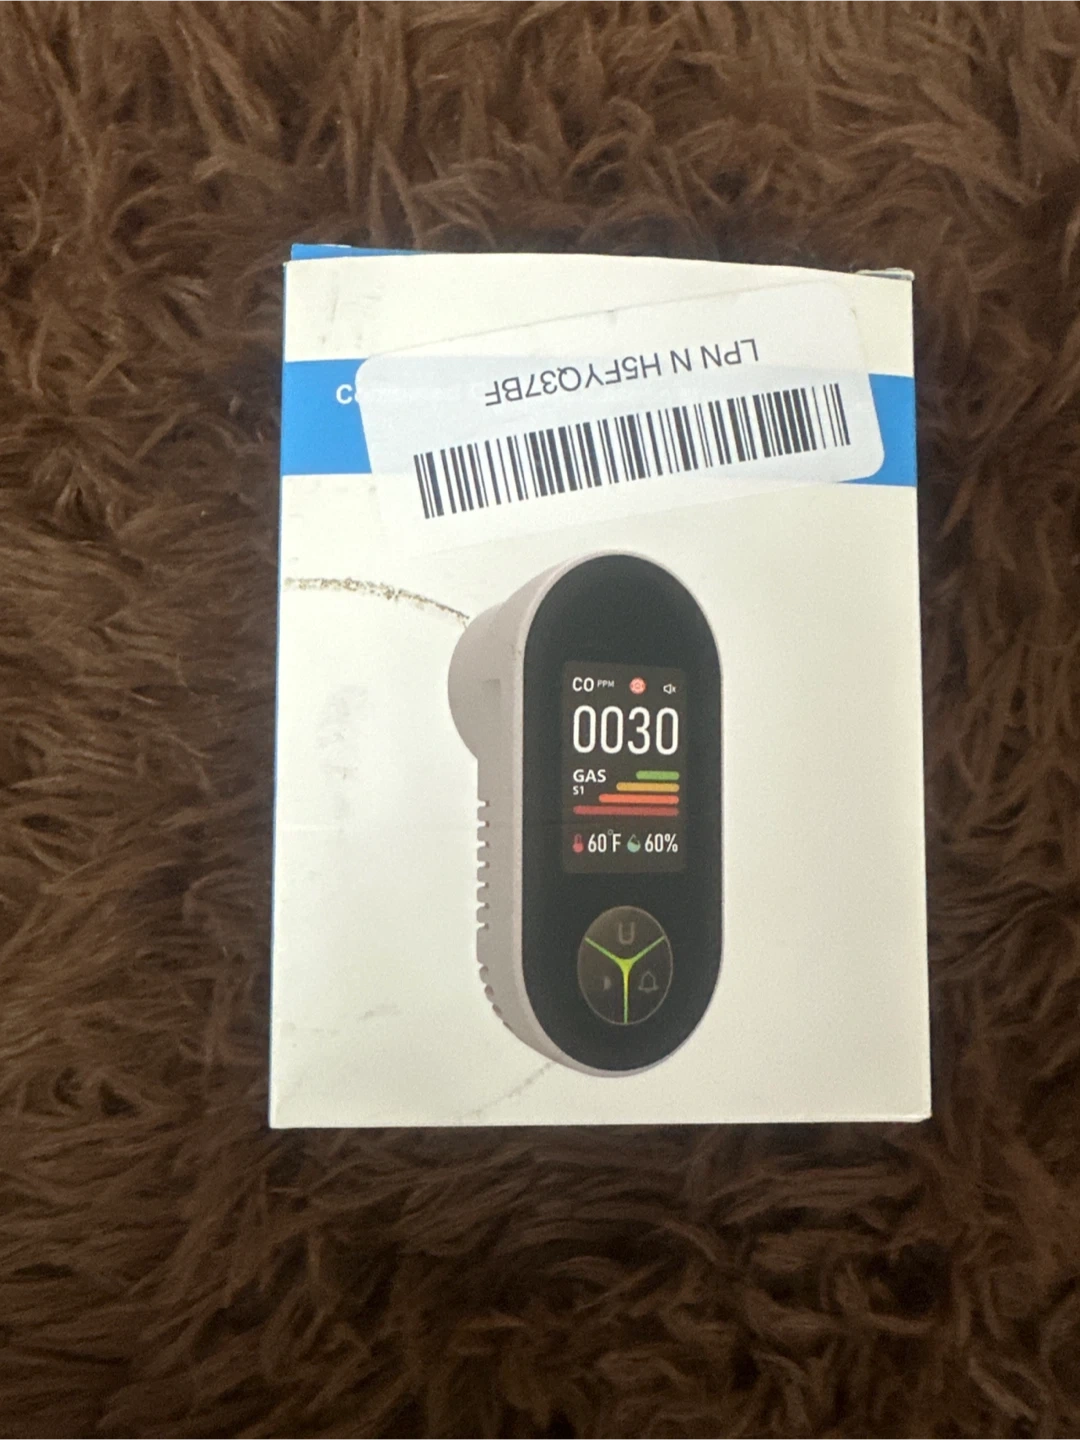 LPN N H5FYQ37BF
CO PPM
0030
GAS
S1
60°F 60%